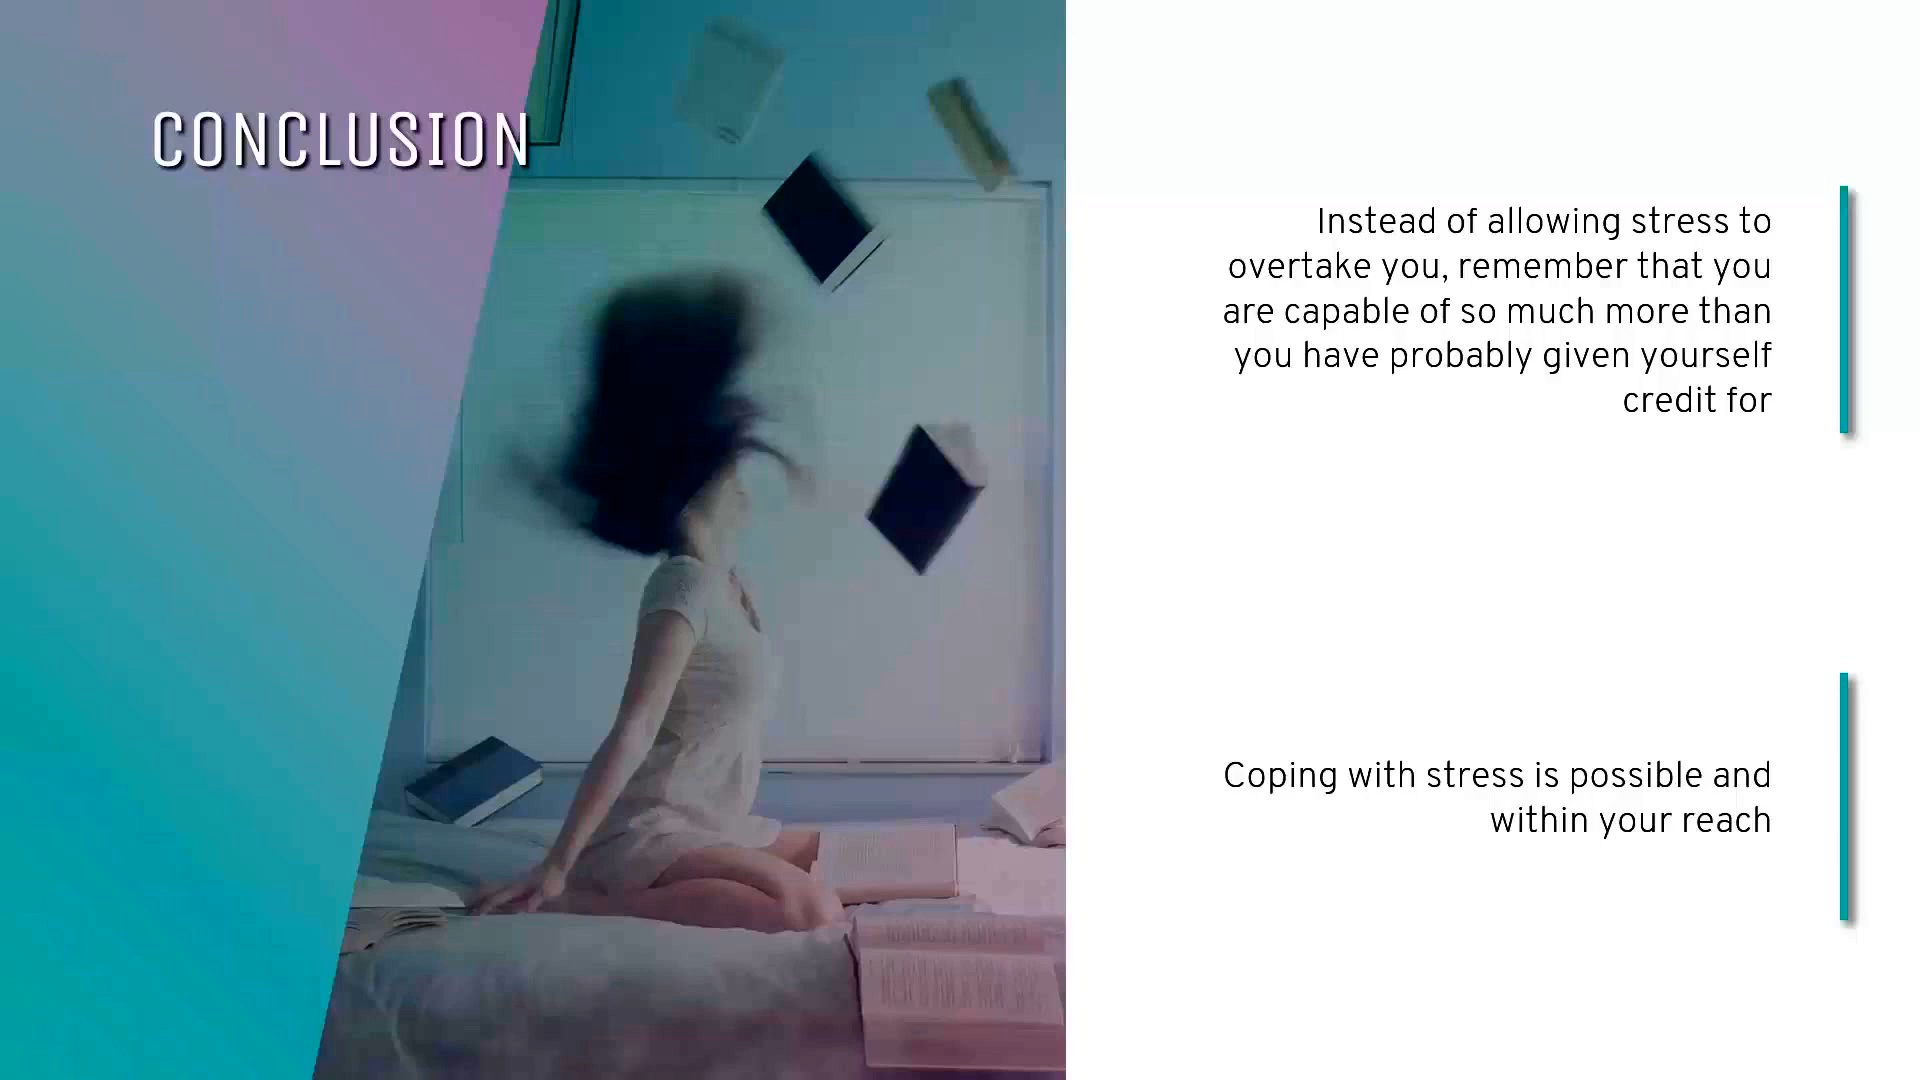 CONCLUSION
Instead of allowing stress to
overtake you, remember that you
are capable of so much more than
you have probably given yourself
credit for
Coping with stress is possible and
within your reach